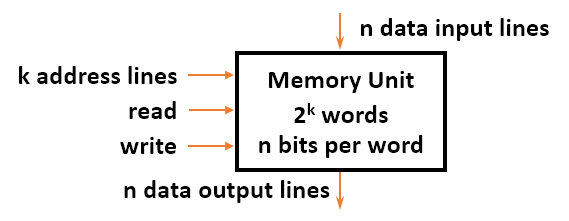 n data input lines
k address lines
read
write
Memory Unit
2ᵏ words
n bits per word
n data output lines